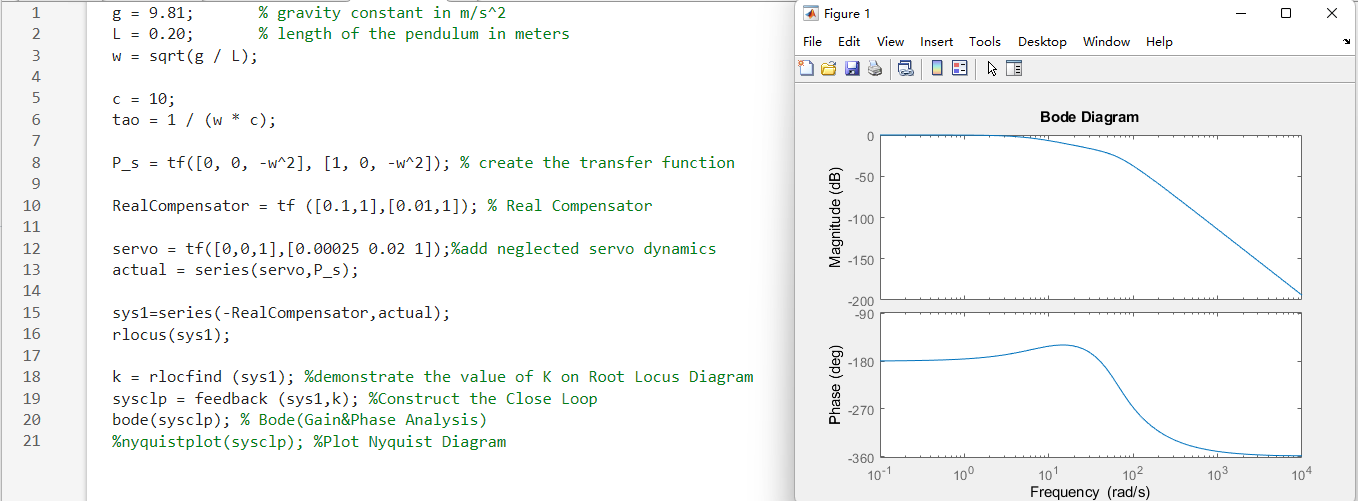 1 g = 9.81; % gravity constant in m/s^2
2 L = 0.20; % length of the pendulum in meters
3 w = sqrt(g / L);
4
5 c = 10;
6 tao = 1 / (w * c);
7
8 P_s = tf([0, 0, -w^2], [1, 0, -w^2]); % create the transfer function
9
10 RealCompensator = tf ([0.1,1],[0.01,1]); % Real Compensator
11
12 servo = tf([0,0,1],[0.00025 0.02 1]);%add neglected servo dynamics
13 actual = series(servo,P_s);
14
15 sys1=series(-RealCompensator,actual);
16 rlocus(sys1);
17
18 k = rlocfind (sys1); %demonstrate the value of K on Root Locus Diagram
19 sysclp = feedback (sys1,k); %Construct the Close Loop
20 bode(sysclp); % Bode(Gain&Phase Analysis)
21 %nyquistplot(sysclp); %Plot Nyquist Diagram
Figure 1
File Edit View Insert Tools Desktop Window Help
Bode Diagram
Magnitude (dB)
0
-50
-100
-150
-200
Phase (deg)
-90
-180
-270
-360
10^-1 10^0 10^1 10^2 10^3 10^4
Frequency (rad/s)